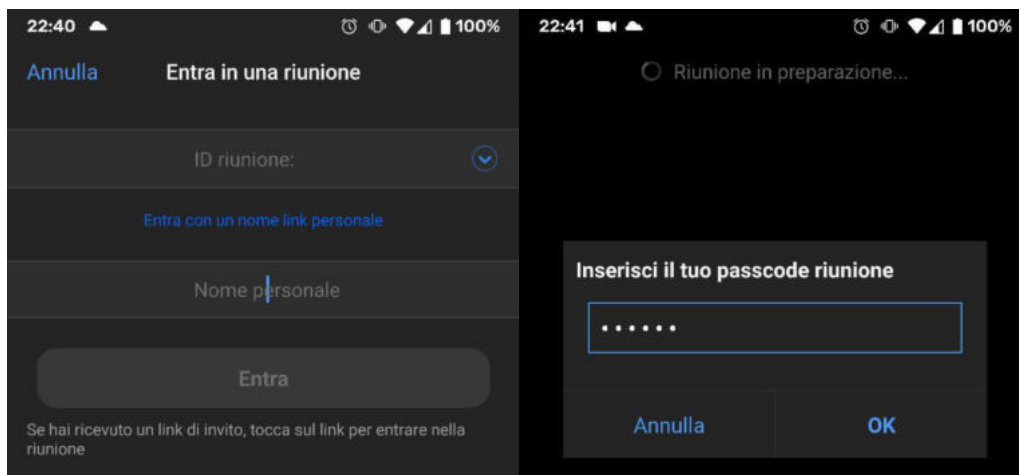 22:40 100%
Annulla Entra in una riunione
ID riunione:
Entra con un nome link personale
Nome personale
Entra
Se hai ricevuto un link di invito, tocca sul link per entrare nella
riunione
22:41 100%
Riunione in preparazione...
Inserisci il tuo passcode riunione
••••••
Annulla OK